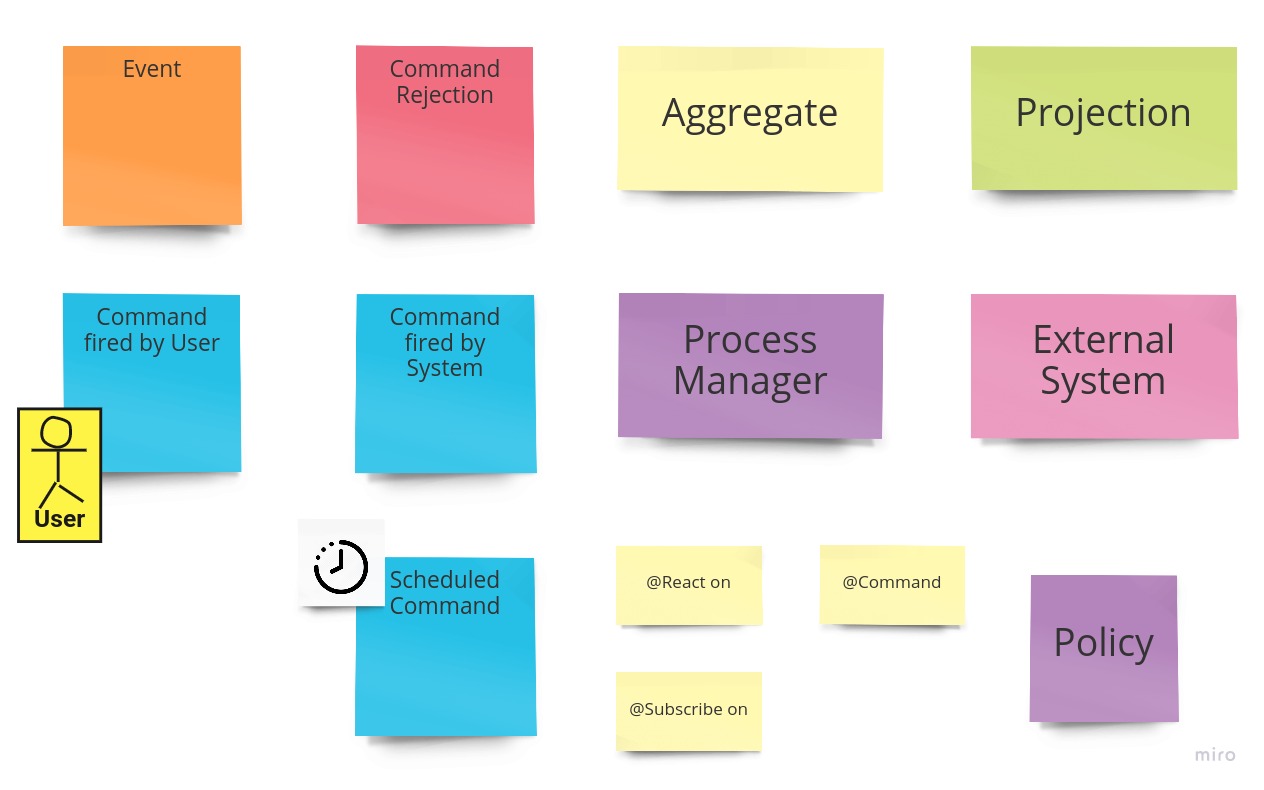 Event
Command
Rejection
Aggregate
Projection
Command
fired by User
Command
fired by
System
Process
Manager
External
System
User
Scheduled
Command
@React on
@Command
@Subscribe on
Policy
miro